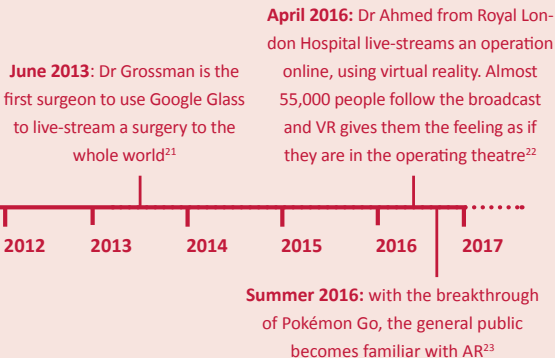 June 2013: Dr Grossman is the
first surgeon to use Google Glass
to live-stream a surgery to the
whole world²¹
April 2016: Dr Ahmed from Royal Lon-
don Hospital live-streams an operation
online, using virtual reality. Almost
55,000 people follow the broadcast
and VR gives them the feeling as if
they are in the operating theatre²²
2012 2013 2014 2015 2016 2017
Summer 2016: with the breakthrough
of Pokémon Go, the general public
becomes familiar with AR²³